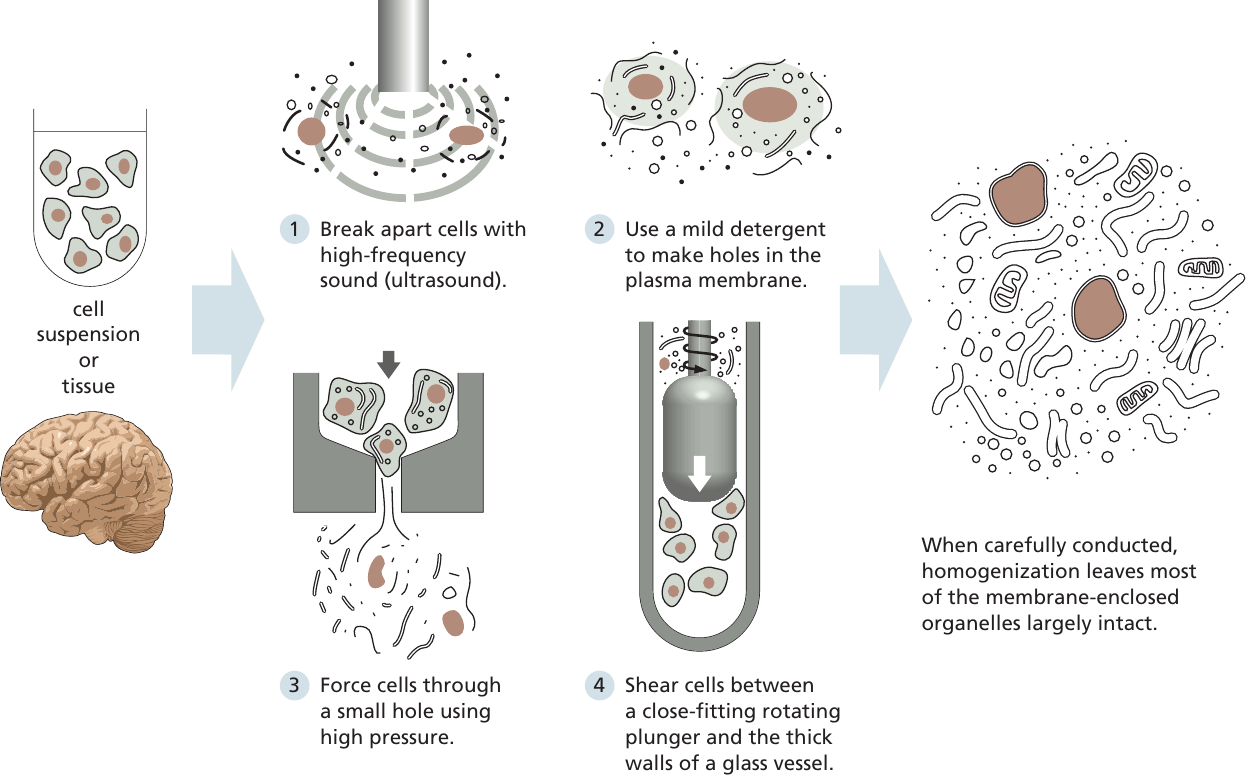 cell
suspension
or
tissue
1 Break apart cells with
high-frequency
sound (ultrasound).
2 Use a mild detergent
to make holes in the
plasma membrane.
3 Force cells through
a small hole using
high pressure.
4 Shear cells between
a close-fitting rotating
plunger and the thick
walls of a glass vessel.
When carefully conducted,
homogenization leaves most
of the membrane-enclosed
organelles largely intact.